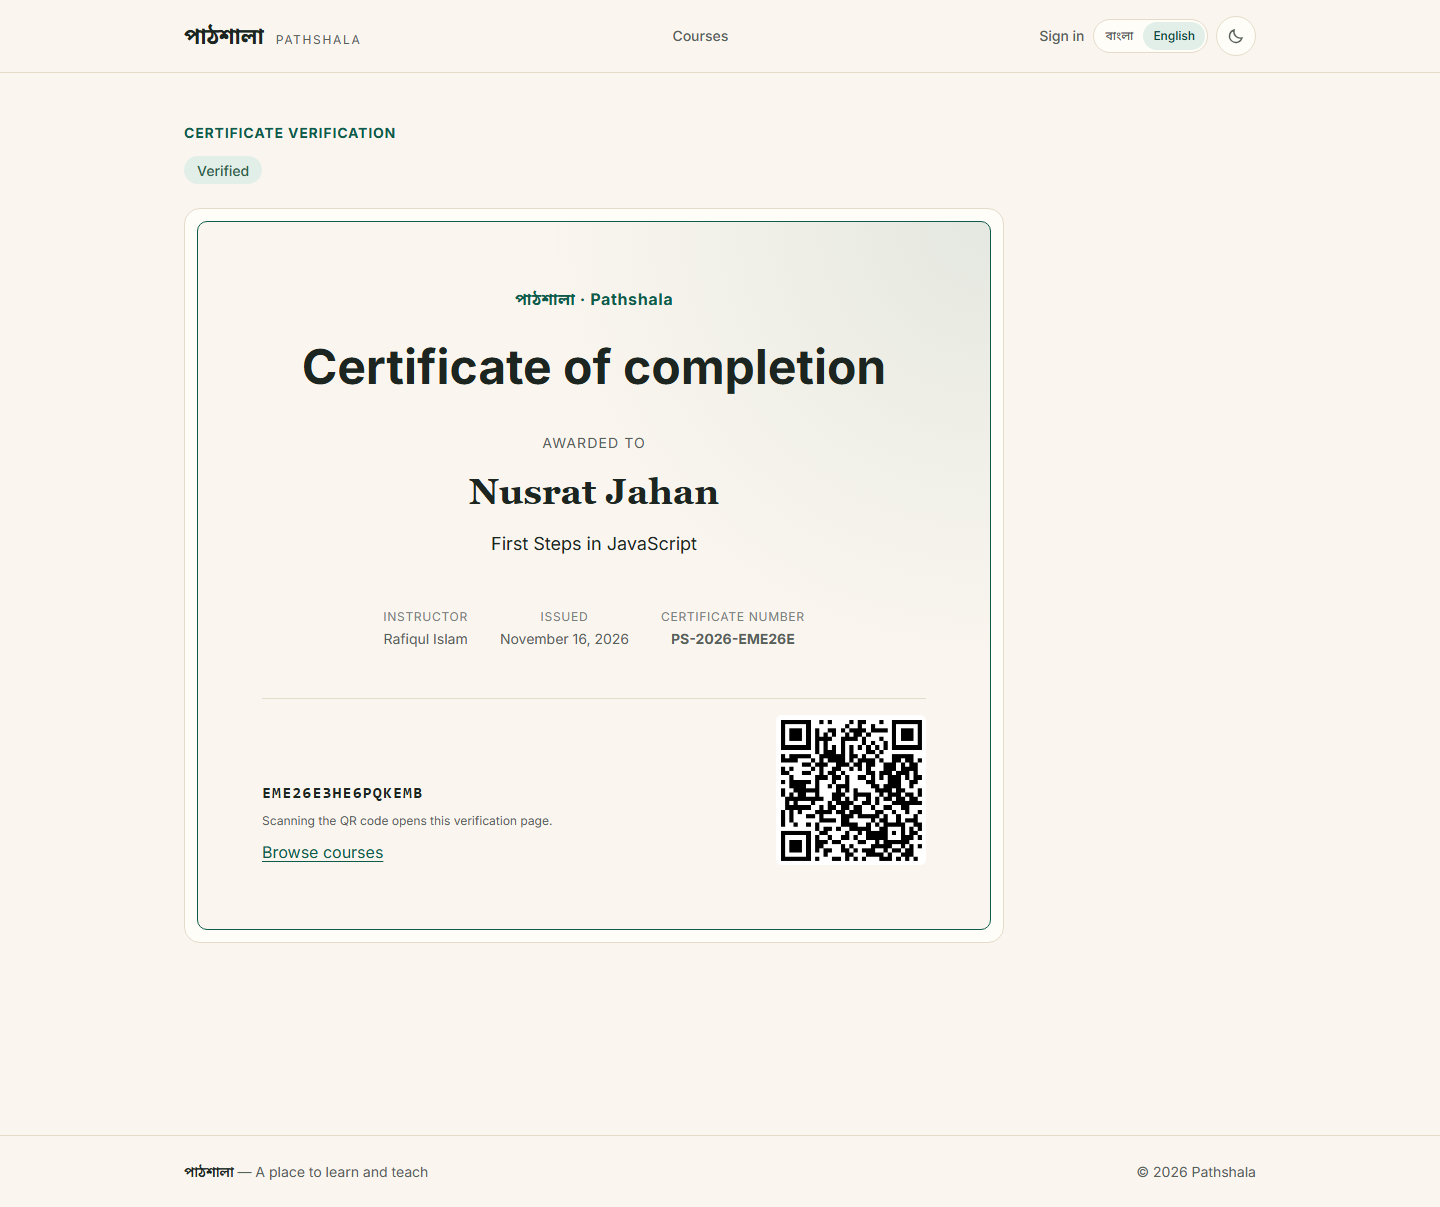 পাঠশালা PATHSHALA
Courses
Sign in
বাংলা
English
CERTIFICATE VERIFICATION
Verified
পাঠশালা · Pathshala
Certificate of completion
AWARDED TO
Nusrat Jahan
First Steps in JavaScript
INSTRUCTOR
Rafiqul Islam
ISSUED
November 16, 2026
CERTIFICATE NUMBER
PS-2026-EME26E
EME26E3HE6PQKEMB
Scanning the QR code opens this verification page.
Browse courses
পাঠশালা — A place to learn and teach
© 2026 Pathshala